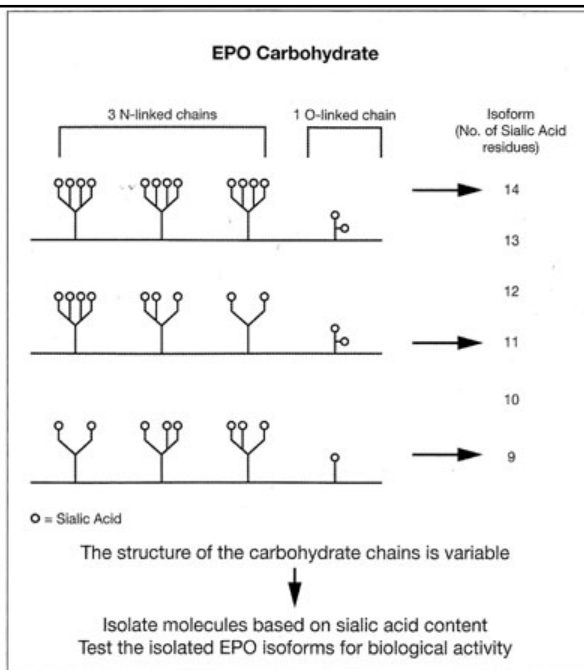 EPO Carbohydrate
3 N-linked chains
1 O-linked chain
Isoform
(No. of Sialic Acid
residues)
14
13
12
11
10
9
= Sialic Acid
The structure of the carbohydrate chains is variable
Isolate molecules based on sialic acid content
Test the isolated EPO isoforms for biological activity